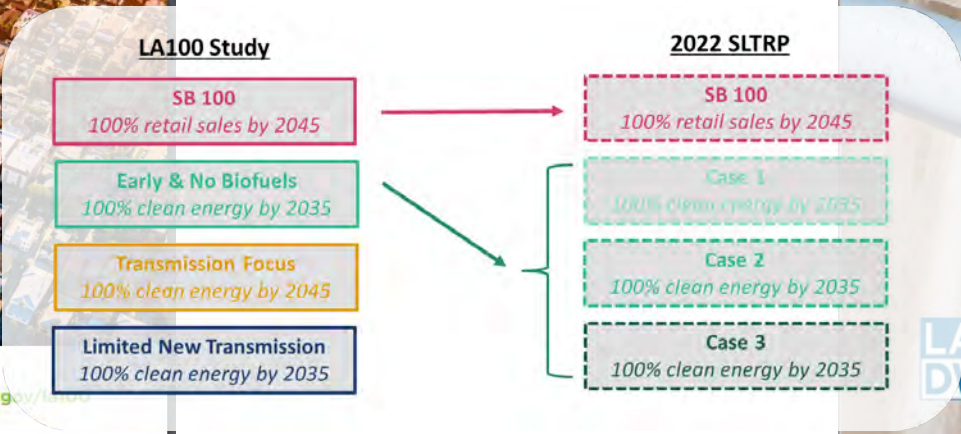 LA100 Study
SB 100
100% retail sales by 2045
Early & No Biofuels
100% clean energy by 2035
Transmission Focus
100% clean energy by 2045
Limited New Transmission
100% clean energy by 2035
2022 SLTRP
SB 100
100% retail sales by 2045
Case 1
100% clean energy by 2035
Case 2
100% clean energy by 2035
Case 3
100% clean energy by 2035
gov/la100
LA
D